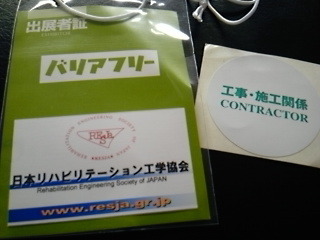 出展者証
EXHIBITOR
バリアフリー
RESJA
日本リハビリテーション工学協会
Rehabilitation Engineering Society of JAPAN
www.resja.gr.jp
工事・施工関係
CONTRACTOR